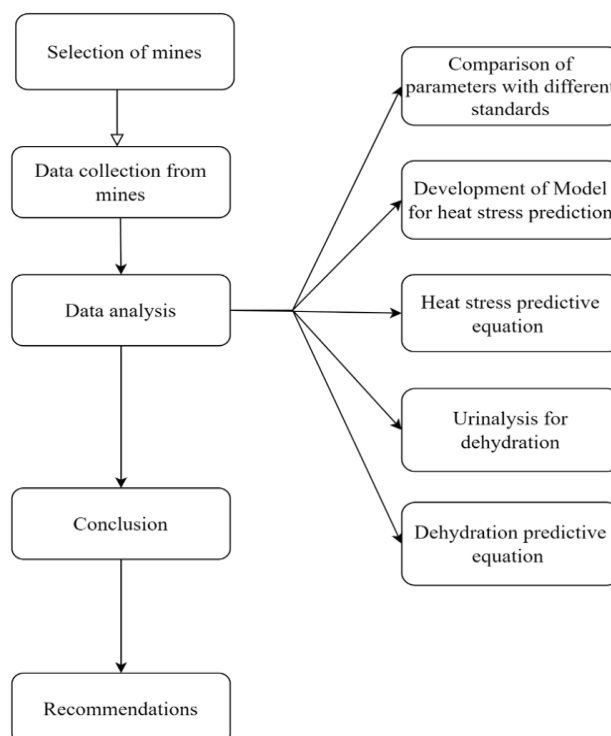 Selection of mines
Data collection from
mines
Data analysis
Conclusion
Recommendations
Comparison of
parameters with different
standards
Development of Model
for heat stress prediction
Heat stress predictive
equation
Urinalysis for
dehydration
Dehydration predictive
equation